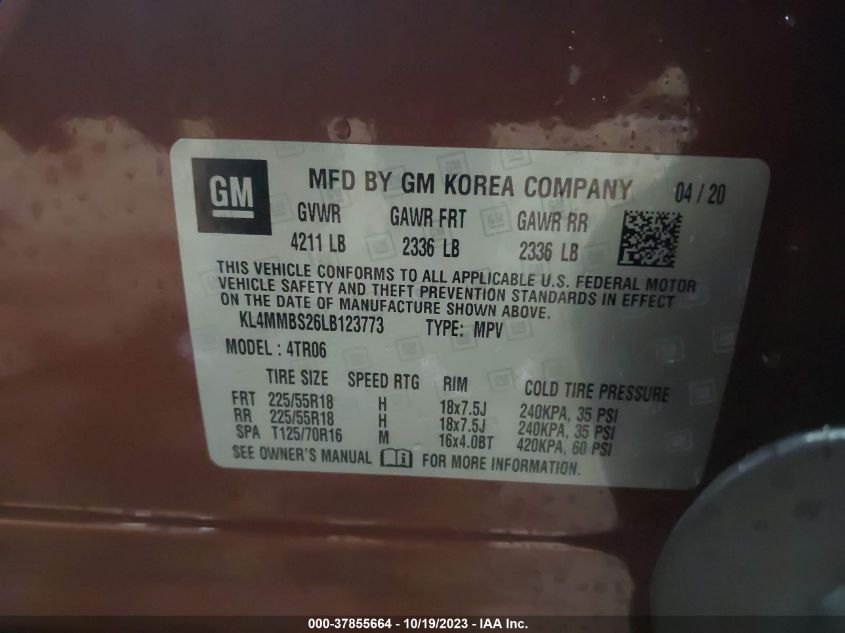 GM
MFD BY GM KOREA COMPANY 04 / 20
GVWR GAWR FRT GAWR RR
4211 LB 2336 LB 2336 LB
THIS VEHICLE CONFORMS TO ALL APPLICABLE U.S. FEDERAL MOTOR
VEHICLE SAFETY AND THEFT PREVENTION STANDARDS IN EFFECT
ON THE DATE OF MANUFACTURE SHOWN ABOVE.
KL4MMBS26LB123773 TYPE: MPV
MODEL : 4TR06
TIRE SIZE SPEED RTG RIM COLD TIRE PRESSURE
FRT 225/55R18 H 18x7.5J 240KPA, 35 PSI
RR 225/55R18 H 18x7.5J 240KPA, 35 PSI
SPA T125/70R16 M 16x4.0BT 420KPA, 60 PSI
SEE OWNER'S MANUAL FOR MORE INFORMATION.
000-37855664 - 10/19/2023 - IAA Inc.